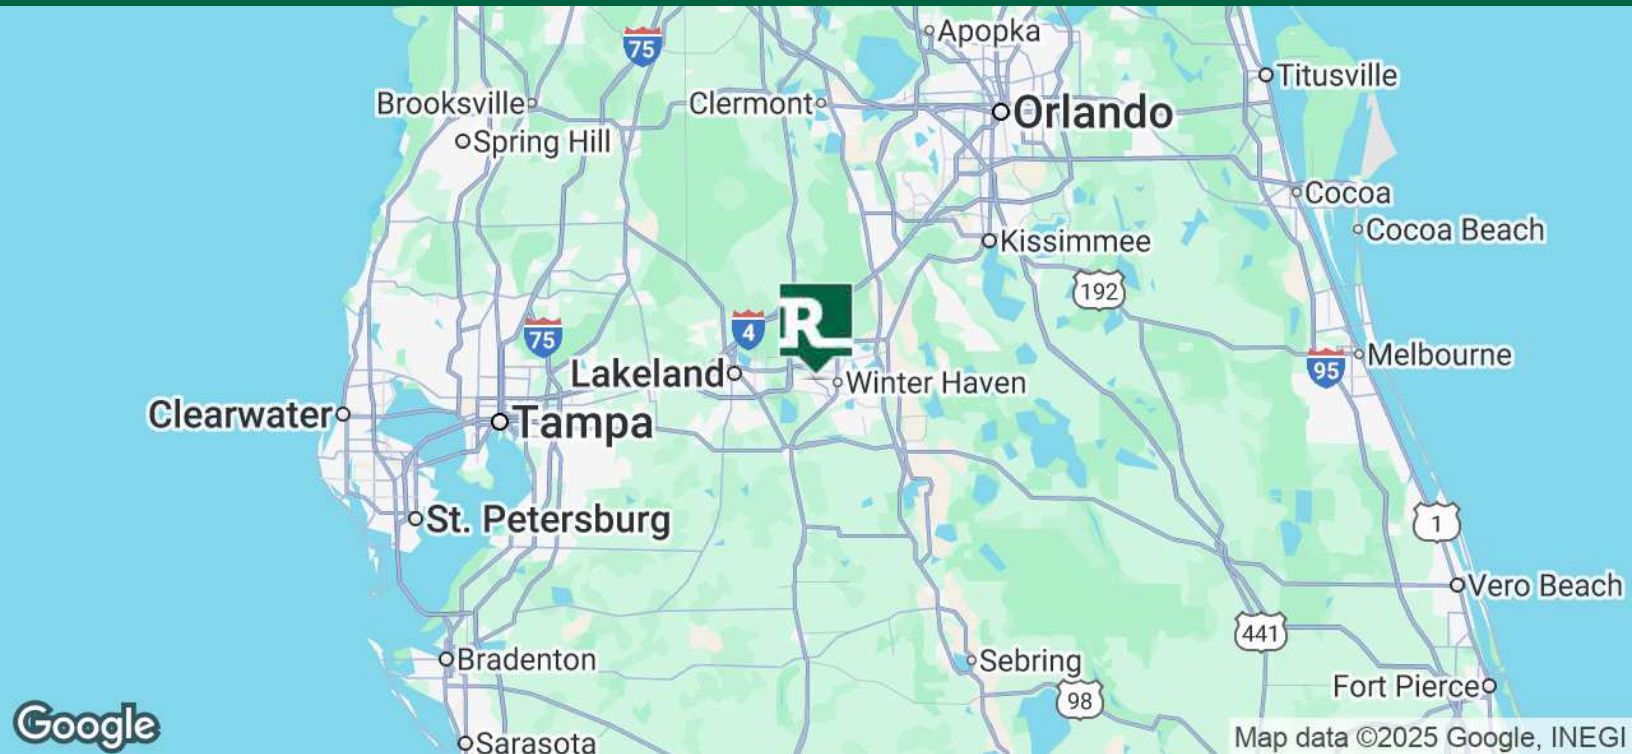 Apopka
75
Titusville
Brooksville
Clermont
Orlando
Spring Hill
Cocoa
Cocoa Beach
Kissimmee
192
R
4
75
Melbourne
95
Lakeland
Winter Haven
Clearwater
Tampa
St. Petersburg
1
Vero Beach
441
Bradenton
Sebring
Fort Pierce
98
Google
Sarasota
Map data ©2025 Google, INEGI